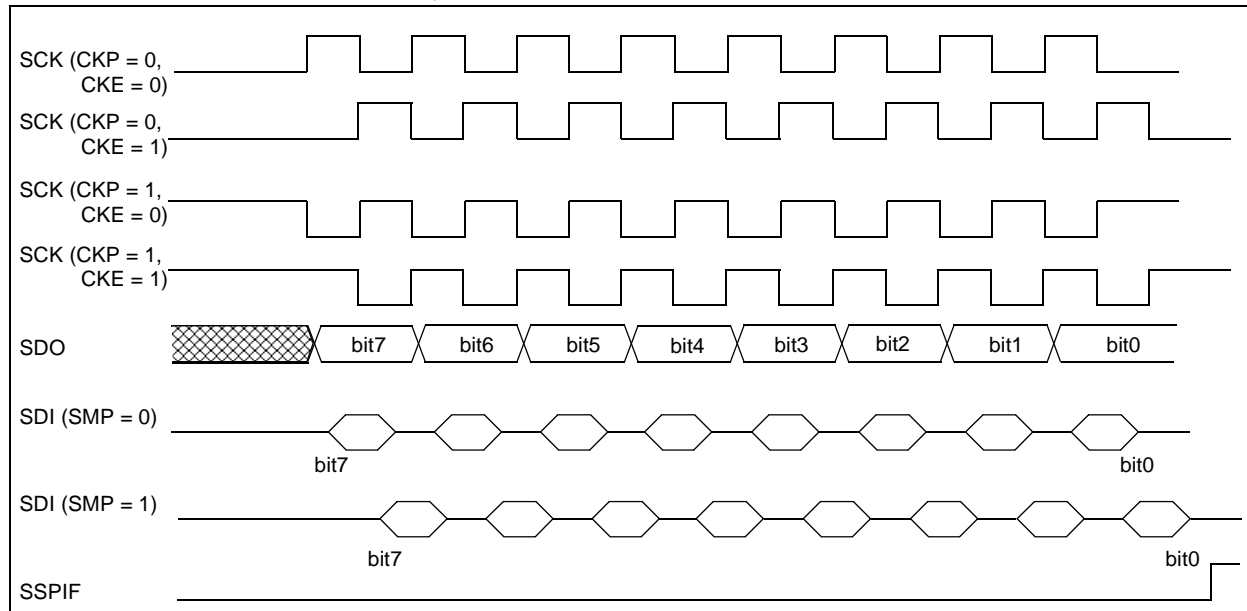 SCK (CKP = 0,
CKE = 0)
SCK (CKP = 0,
CKE = 1)
SCK (CKP = 1,
CKE = 0)
SCK (CKP = 1,
CKE = 1)
SDO bit7 bit6 bit5 bit4 bit3 bit2 bit1 bit0
SDI (SMP = 0)
bit7 bit0
SDI (SMP = 1)
bit7 bit0
SSPIF